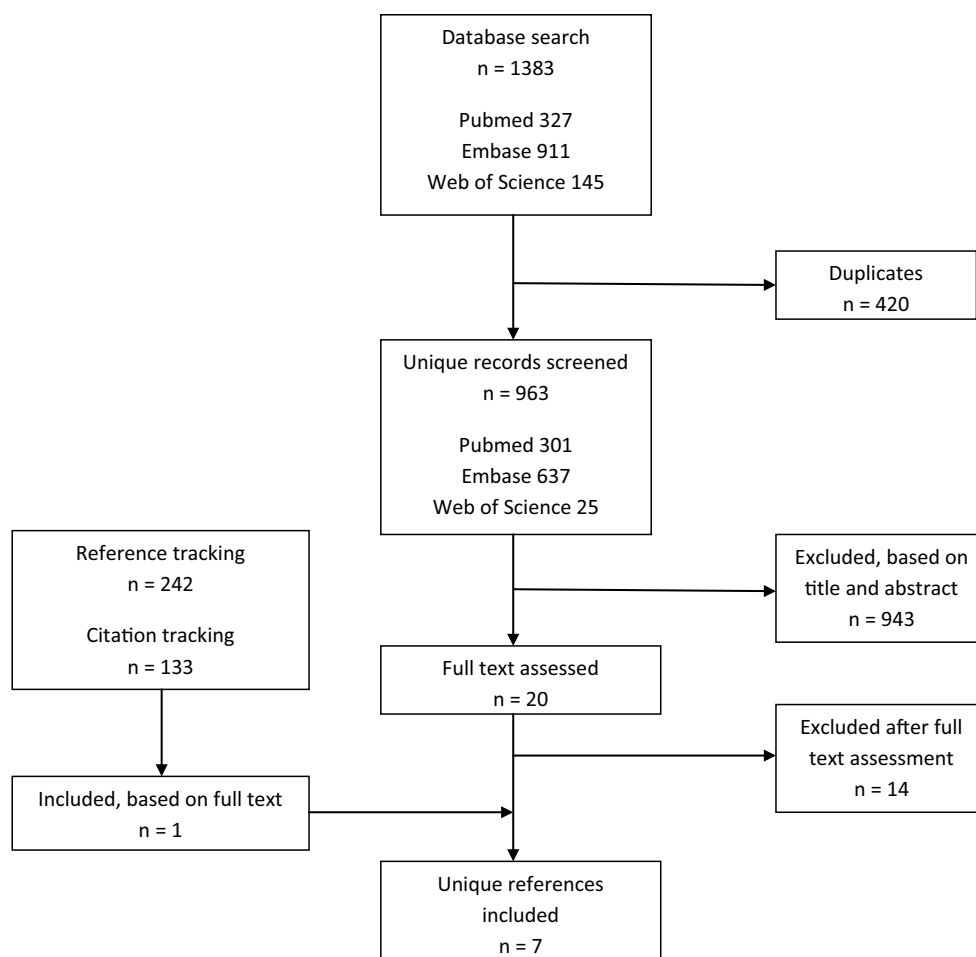 Database search
n = 1383
Pubmed 327
Embase 911
Web of Science 145
Duplicates
n = 420
Unique records screened
n = 963
Pubmed 301
Embase 637
Web of Science 25
Reference tracking
n = 242
Citation tracking
n = 133
Excluded, based on
title and abstract
n = 943
Full text assessed
n = 20
Excluded after full
text assessment
n = 14
Included, based on full text
n = 1
Unique references
included
n = 7